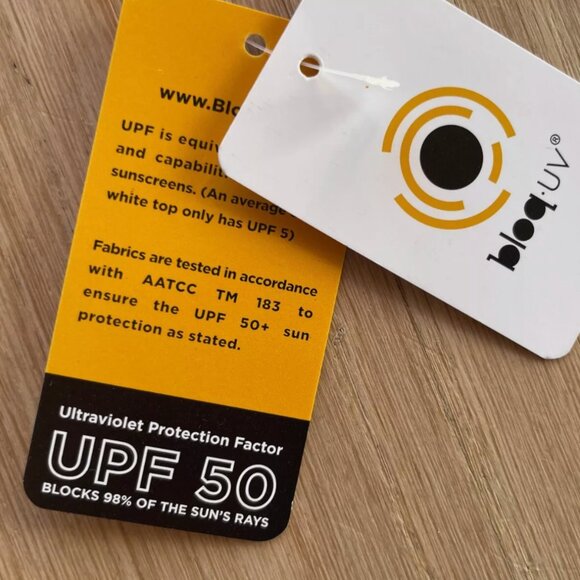 www.Blo
UPF is equiv
and capabilit
sunscreens. (An average
white top only has UPF 5)
Fabrics are tested in accordance
with AATCC TM 183 to
ensure the UPF 50+ sun
protection as stated.
Ultraviolet Protection Factor
UPF 50
BLOCKS 98% OF THE SUN'S RAYS
bloq·UV®